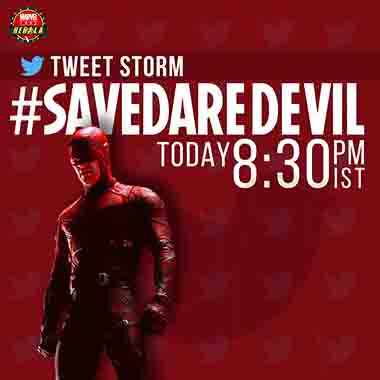 MARVEL
KERALA
TWEET STORM
#SAVEDAREDEVIL
TODAY 8:30 PM
IST